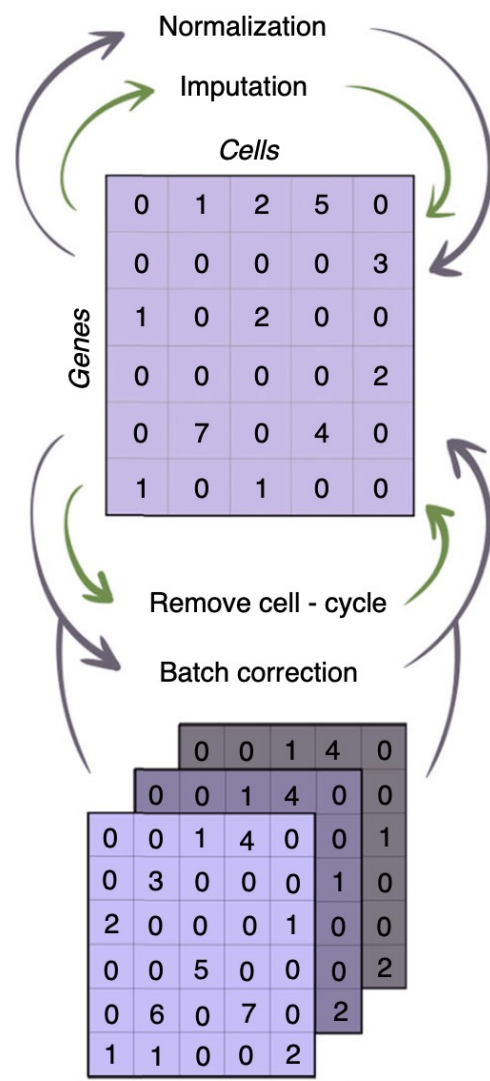 Normalization
Imputation
Cells
Genes
0 1 2 5 0
0 0 0 0 3
1 0 2 0 0
0 0 0 0 2
0 7 0 4 0
1 0 1 0 0
Remove cell - cycle
Batch correction
0 0 1 4 0
0 0 1 4 0 0
0 0 1 4 0 0 1
0 3 0 0 0 1 0
2 0 0 0 1 0 0
0 0 5 0 0 0 2
0 6 0 7 0 2
1 1 0 0 2